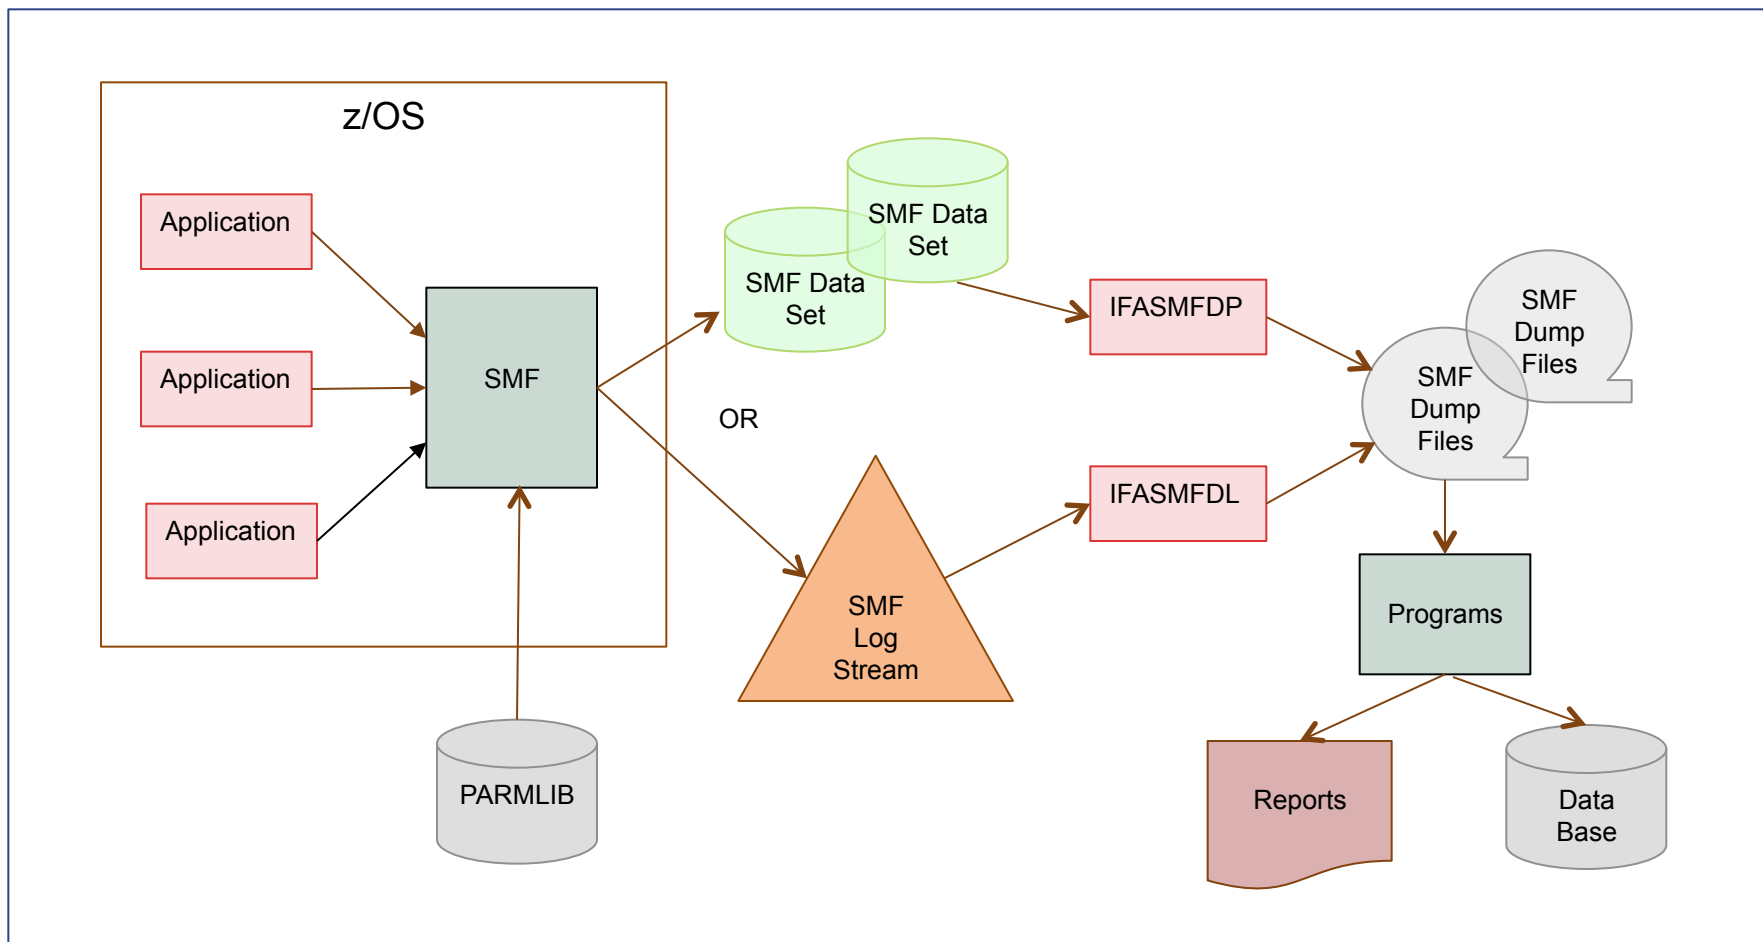 z/OS
Application
Application
Application
SMF
PARMLIB
SMF Data
Set
SMF Data
Set
OR
SMF
Log
Stream
IFASMFDP
IFASMFDL
SMF
Dump
Files
SMF
Dump
Files
Programs
Reports
Data
Base